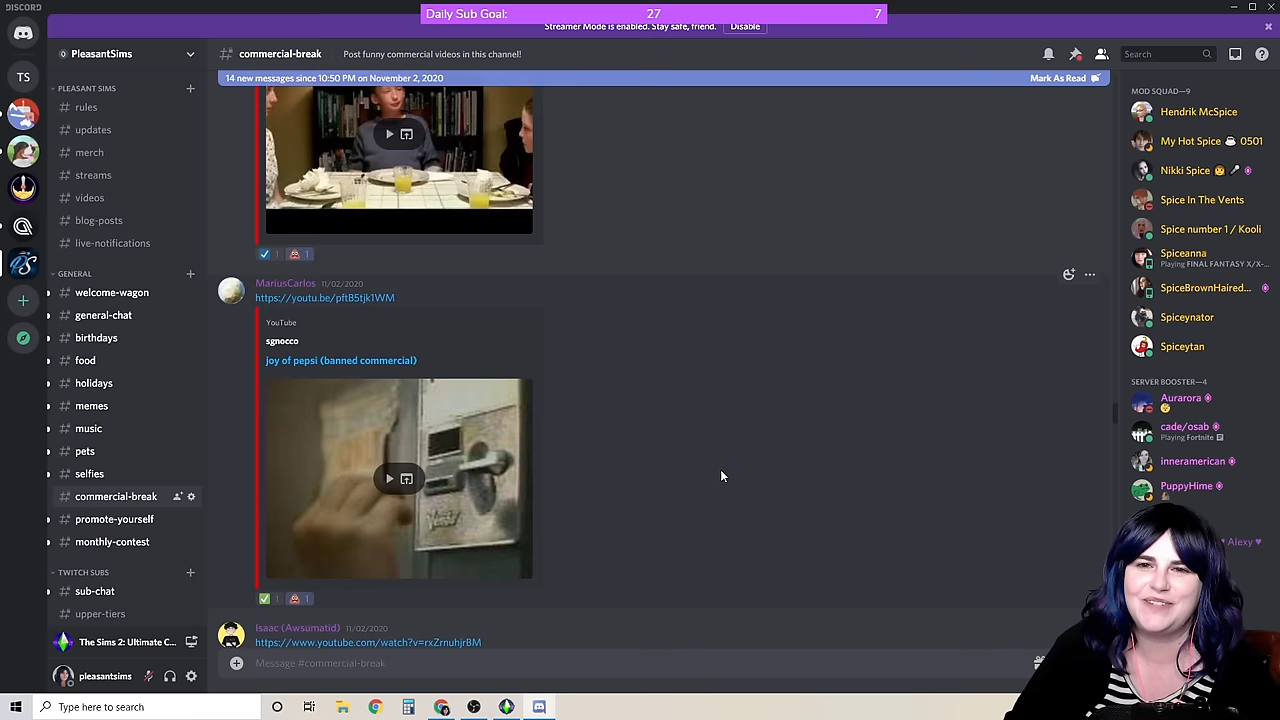 DISCORD
Daily Sub Goal: 27 7
Streamer Mode is enabled. Stay safe, friend. Disable
PleasantSims
commercial-break Post funny commercial videos in this channel!
Search
14 new messages since 10:50 PM on November 2, 2020 Mark As Read
TS
PLEASANT SIMS
rules
updates
merch
streams
videos
blog-posts
live-notifications
GENERAL
welcome-wagon
general-chat
birthdays
food
holidays
memes
music
pets
selfies
commercial-break
promote-yourself
monthly-contest
TWITCH SUBS
sub-chat
upper-tiers
The Sims 2: Ultimate C...
pleasantsims
1 1
MariusCarlos 11/02/2020
https://youtu.be/pftB5tjk1WM
YouTube
sgnocco
joy of pepsi (banned commercial)
1 1
Isaac (Awsumatid) 11/02/2020
https://www.youtube.com/watch?v=rxZrnuhjrBM
Message #commercial-break
MOD SQUAD—9
Hendrik McSpice
My Hot Spice 0501
Nikki Spice
Spice In The Vents
Spice number 1 / Kooli
Spiceanna
Playing FINAL FANTASY X/X-...
SpiceBrownHaired...
Spiceynator
Spiceytan
SERVER BOOSTER—4
Aurarora
cade/osab
Playing Fortnite
inneramerican
PuppyHime
Alexy ♥
Type here to search